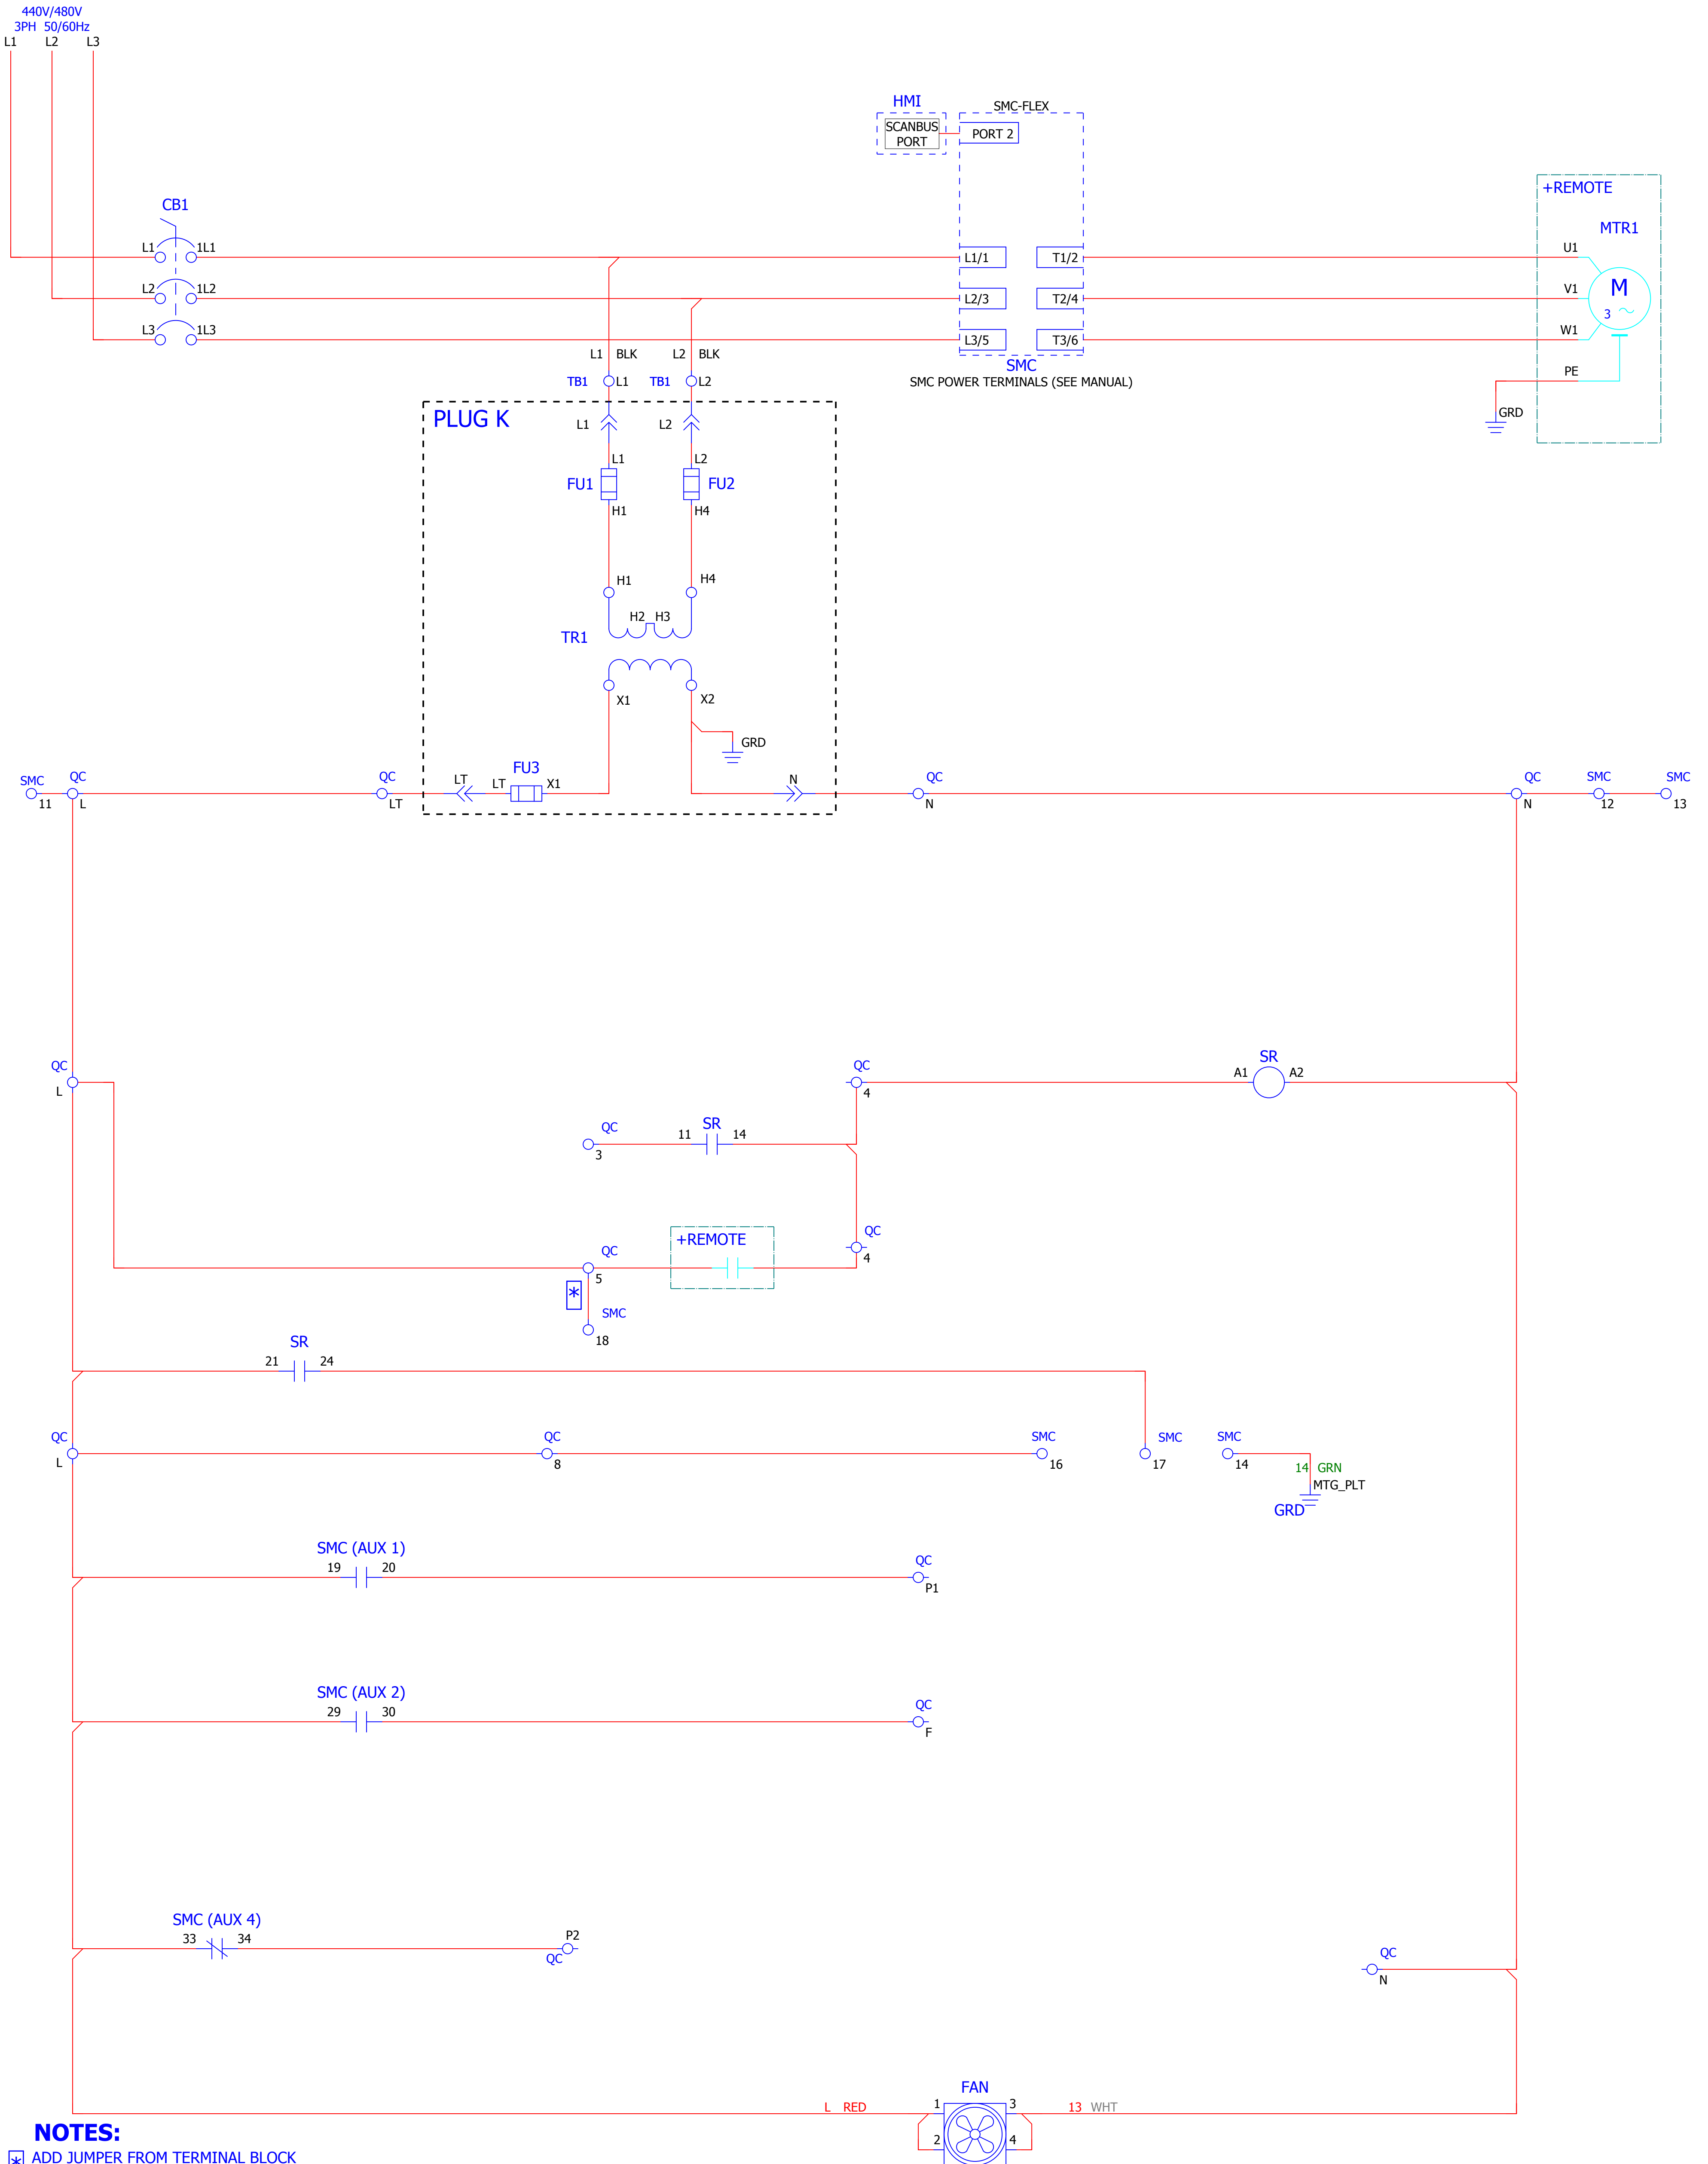 440V/480V
3PH 50/60Hz
L1 L2 L3
HMI
SMC-FLEX
SCANBUS
PORT
PORT 2
+REMOTE
CB1
MTR1
L1 1L1
L1/1 T1/2
U1
L2 1L2
L2/3 T2/4
V1
M
3
L3 1L3
L3/5 T3/6
W1
L1 BLK L2 BLK
SMC
PE
TB1 L1 TB1 L2
SMC POWER TERMINALS (SEE MANUAL)
PLUG K
L1 L2
GRD
L1 L2
FU1 FU2
H1 H4
H1 H4
H2 H3
TR1
X1 X2
GRD
SMC QC QC LT LT FU3 X1 N QC QC SMC SMC
11 L LT N N 12 13
QC QC SR
L 4 A1 A2
QC SR
3 11 14
QC +REMOTE QC
5 4
*
SMC
18
SR
21 24
QC QC SMC SMC SMC
L 8 16 17 14
14 GRN
MTG_PLT
GRD
SMC (AUX 1)
19 20 QC
P1
SMC (AUX 2)
29 30 QC
F
SMC (AUX 4)
33 34 P2
QC
QC
N
FAN
L RED 1 3 13 WHT
2 4
NOTES:
* ADD JUMPER FROM TERMINAL BLOCK